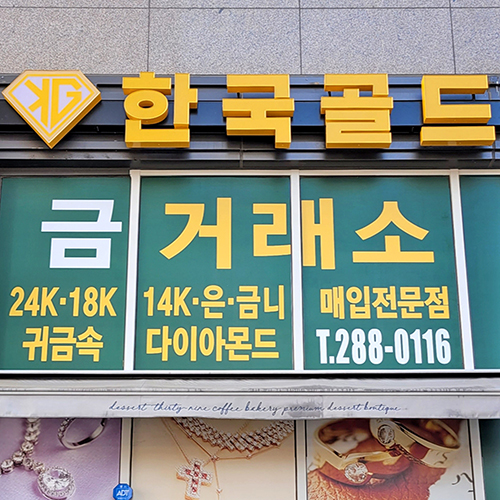 KG 한국골드
금 거래소
24K·18K 14K·은·금니 매입전문점
귀금속 다이아몬드 T.288-0116
dessert thirty-nine coffee bakery premium dessert boutique
ADT